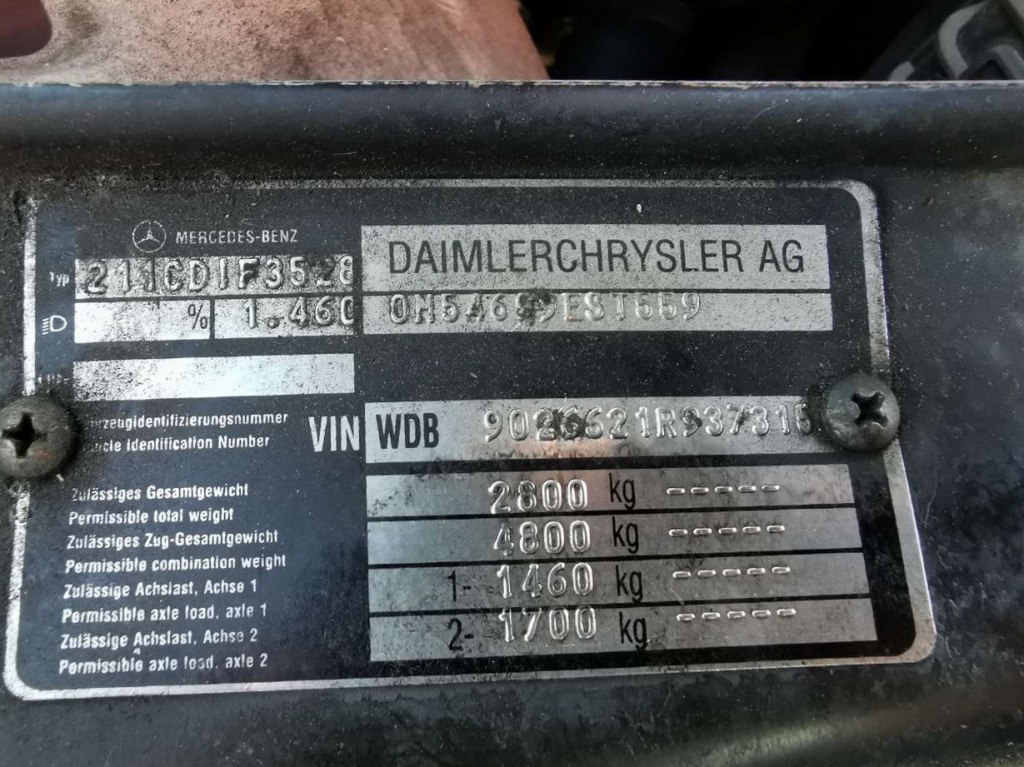 MERCEDES-BENZ
DAIMLERCHRYSLER AG
Typ 211CDIF3528
% 1.460
Fahrzeugidentifizierungsnummer
Vehicle Identification Number
VIN WDB
Zulässiges Gesamtgewicht
Permissible total weight
2800 kg -----
Zulässiges Zug-Gesamtgewicht
Permissible combination weight
4800 kg -----
Zulässige Achslast, Achse 1
Permissible axle load, axle 1
1- 1460 kg -----
Zulässige Achslast, Achse 2
Permissible axle load, axle 2
2- 1700 kg -----